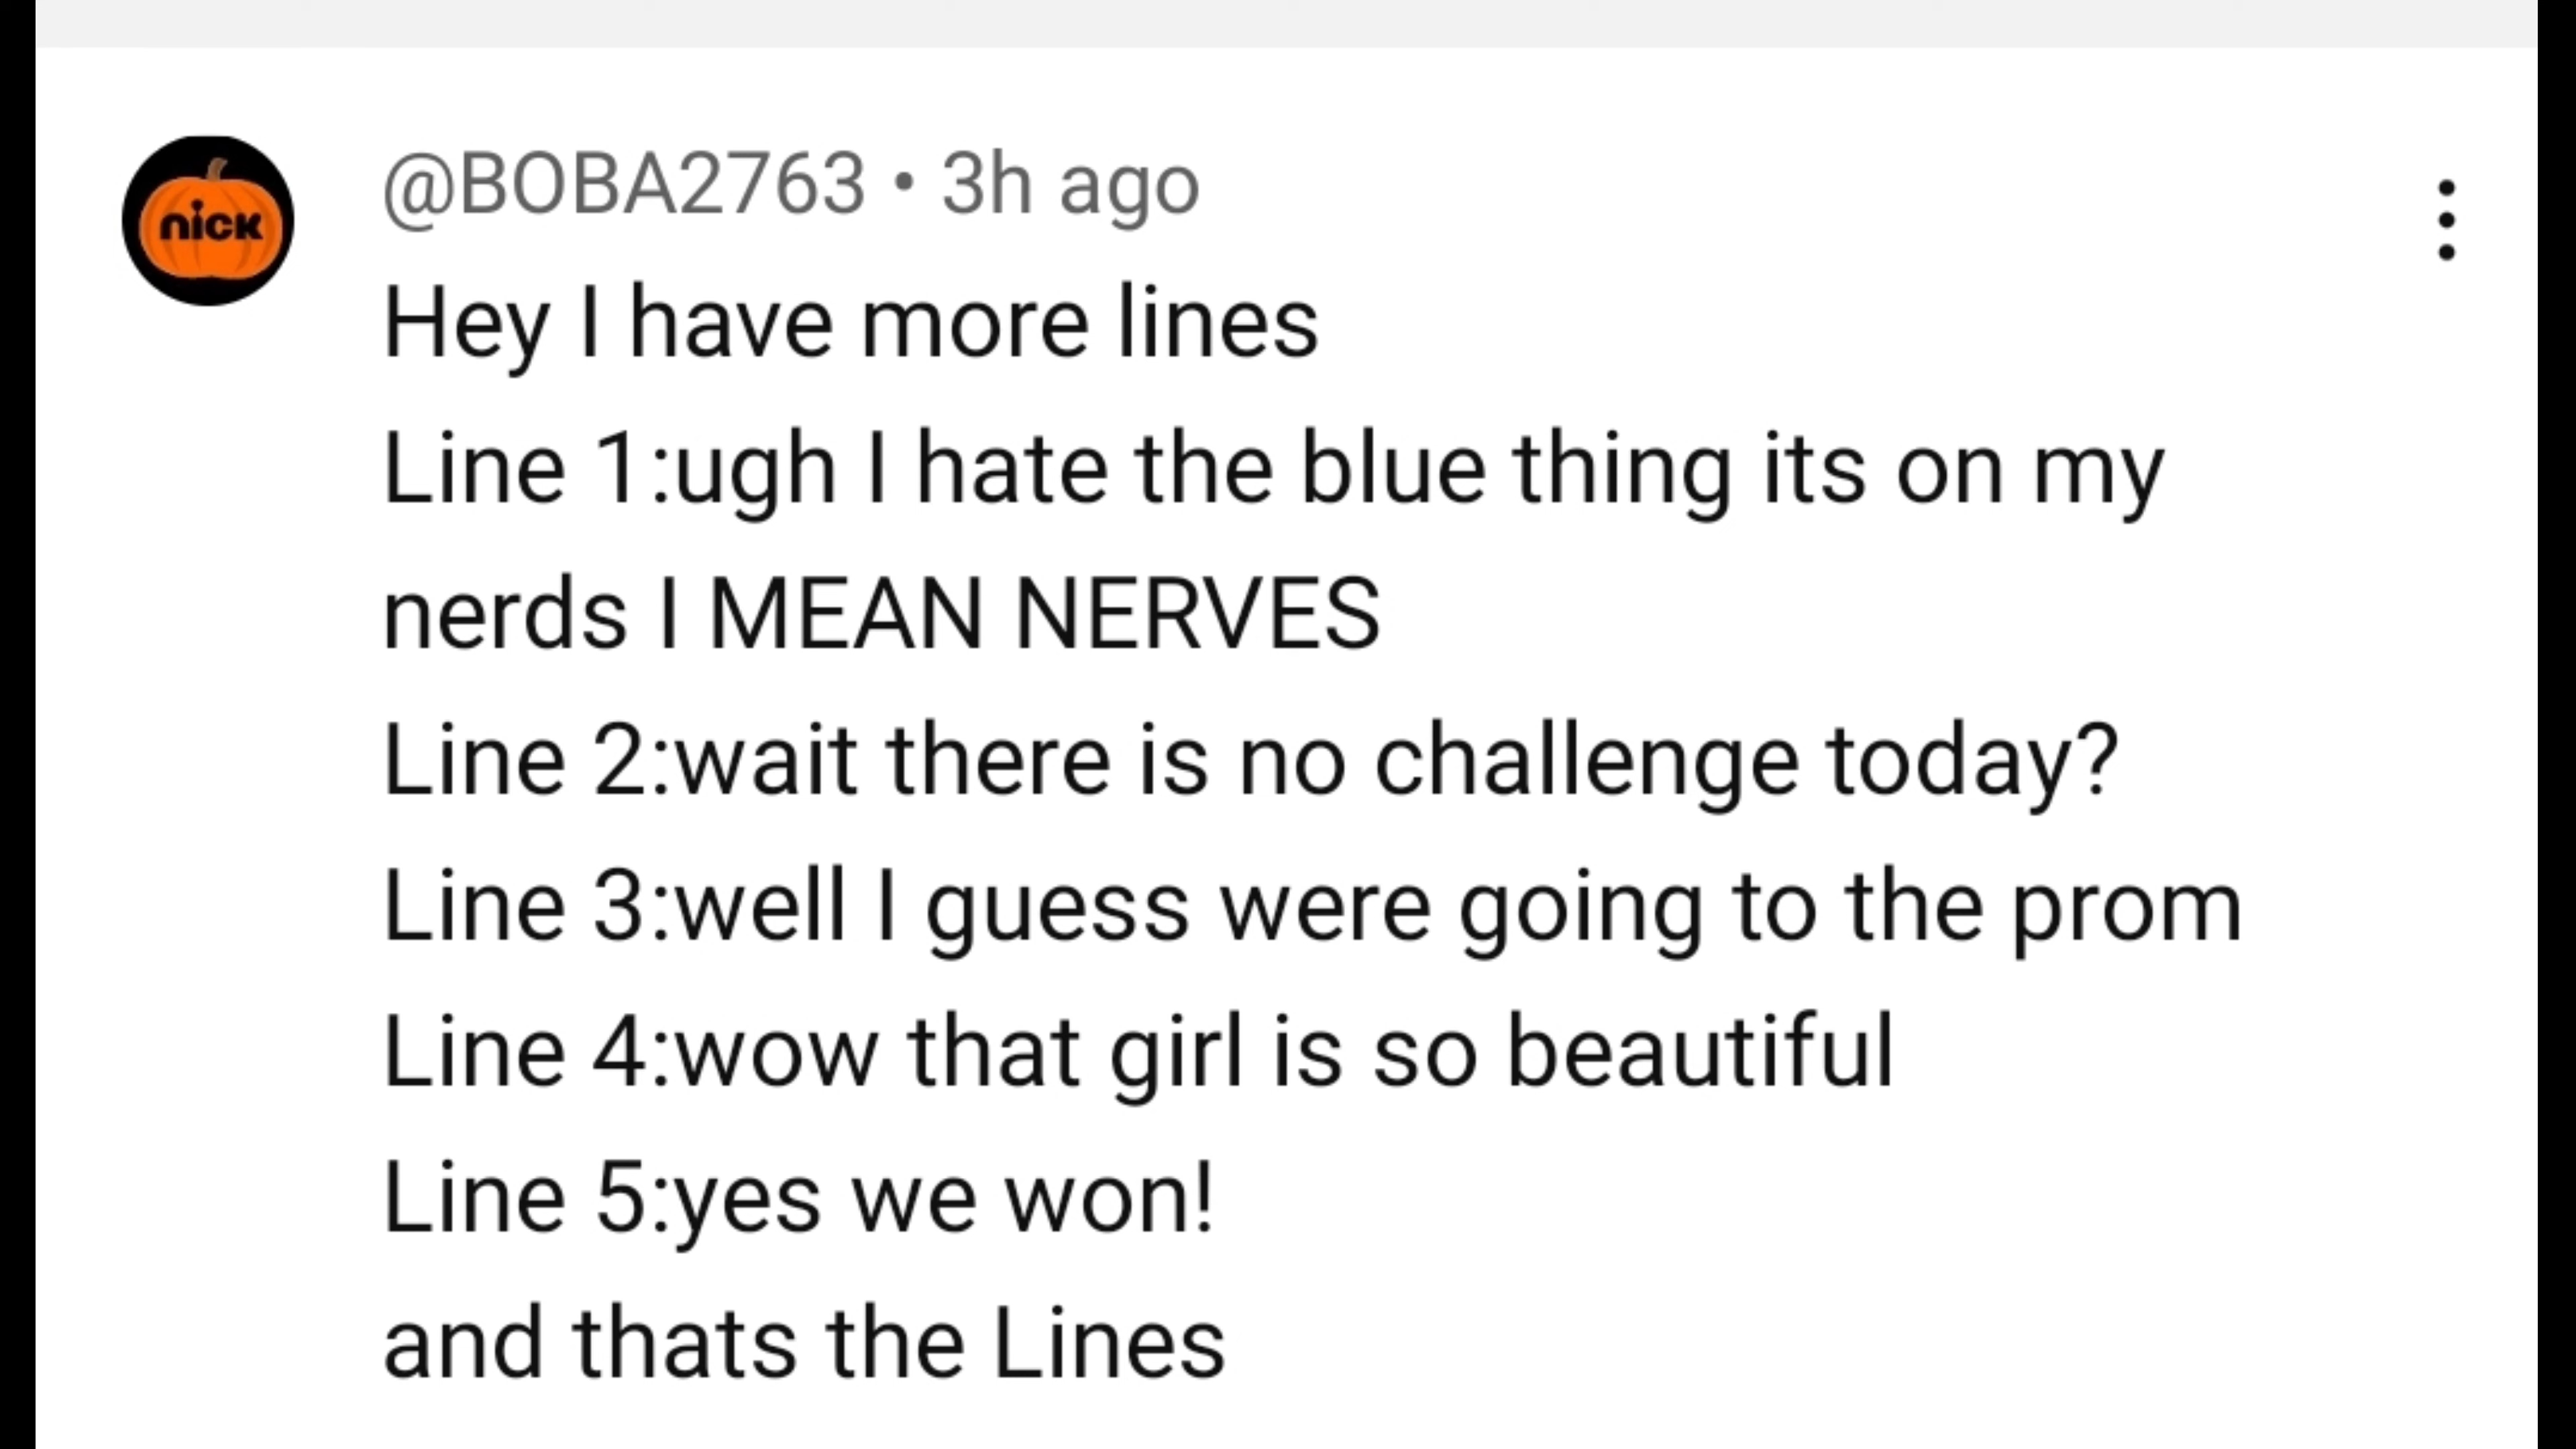 nick
@BOBA2763 • 3h ago
Hey I have more lines
Line 1:ugh I hate the blue thing its on my
nerds I MEAN NERVES
Line 2:wait there is no challenge today?
Line 3:well I guess were going to the prom
Line 4:wow that girl is so beautiful
Line 5:yes we won!
and thats the Lines